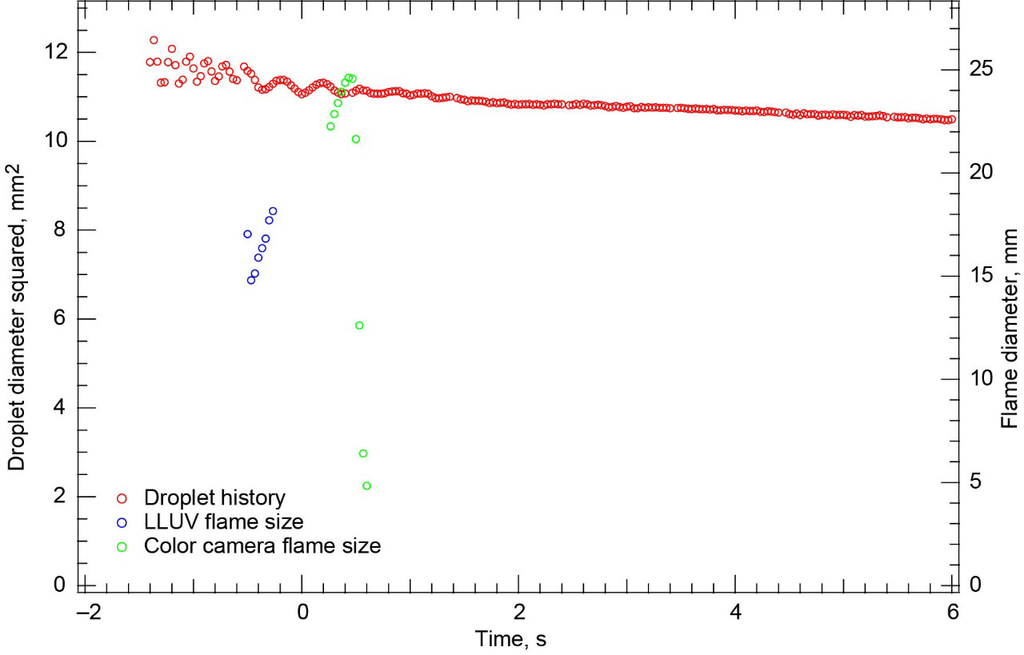 12
10
8
6
4
2
0
Droplet diameter squared, mm2
25
20
15
10
5
0
Flame diameter, mm
Droplet history
LLUV flame size
Color camera flame size
–2 0 2 4 6
Time, s